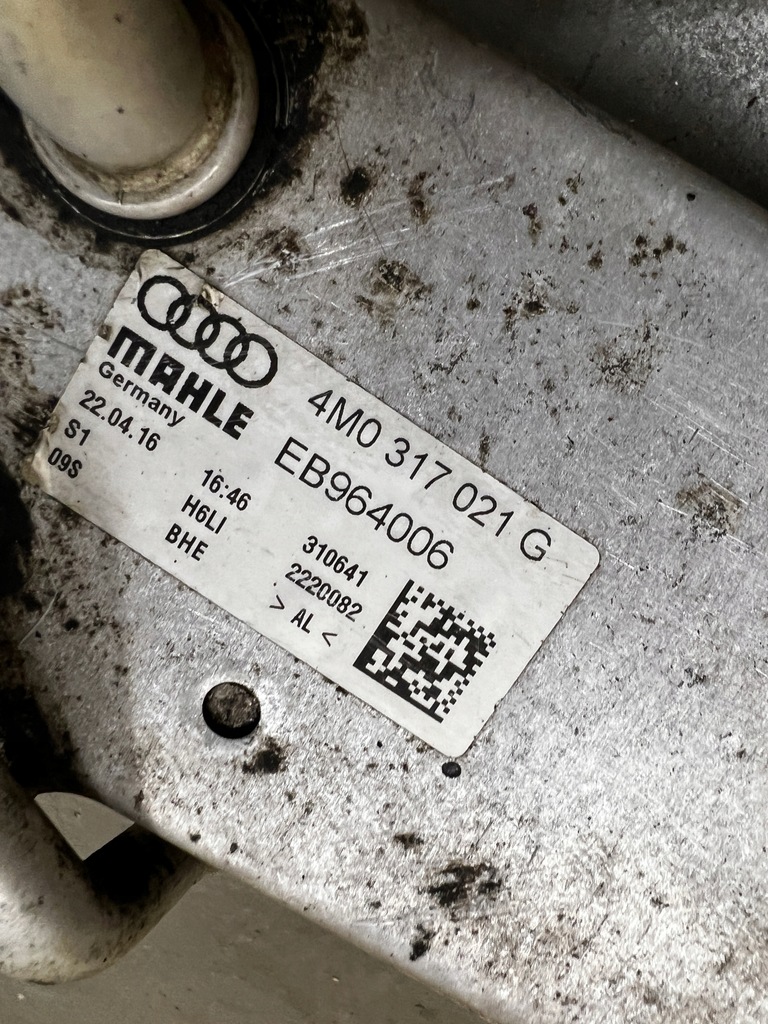 MAHLE
Germany
4M0 317 021 G
EB964006
22.04.16 16:46 310641
S1 H6LI 2220082
09S BHE > AL <